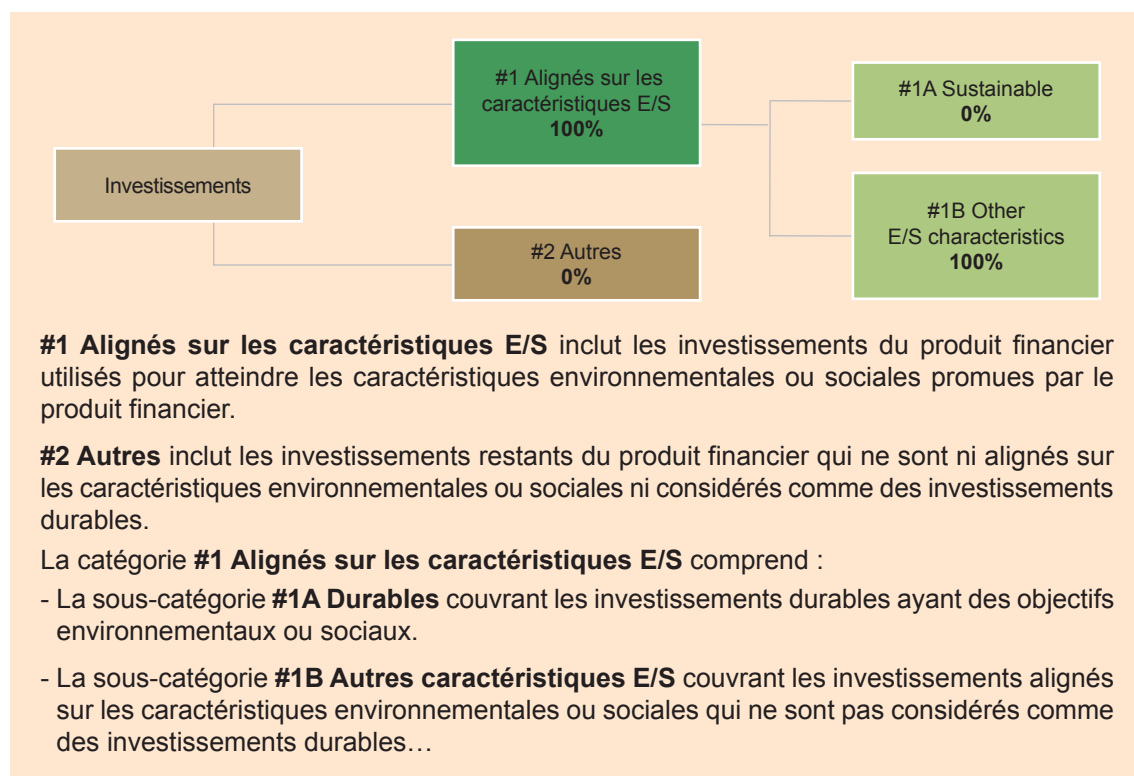 #1 Alignés sur les
caractéristiques E/S
100%
#1A Sustainable
0%
Investissements
#1B Other
E/S characteristics
100%
#2 Autres
0%
#1 Alignés sur les caractéristiques E/S inclut les investissements du produit financier
utilisés pour atteindre les caractéristiques environnementales ou sociales promues par le
produit financier.
#2 Autres inclut les investissements restants du produit financier qui ne sont ni alignés sur
les caractéristiques environnementales ou sociales ni considérés comme des investissements
durables.
La catégorie #1 Alignés sur les caractéristiques E/S comprend :
- La sous-catégorie #1A Durables couvrant les investissements durables ayant des objectifs
environnementaux ou sociaux.
- La sous-catégorie #1B Autres caractéristiques E/S couvrant les investissements alignés
sur les caractéristiques environnementales ou sociales qui ne sont pas considérés comme
des investissements durables…